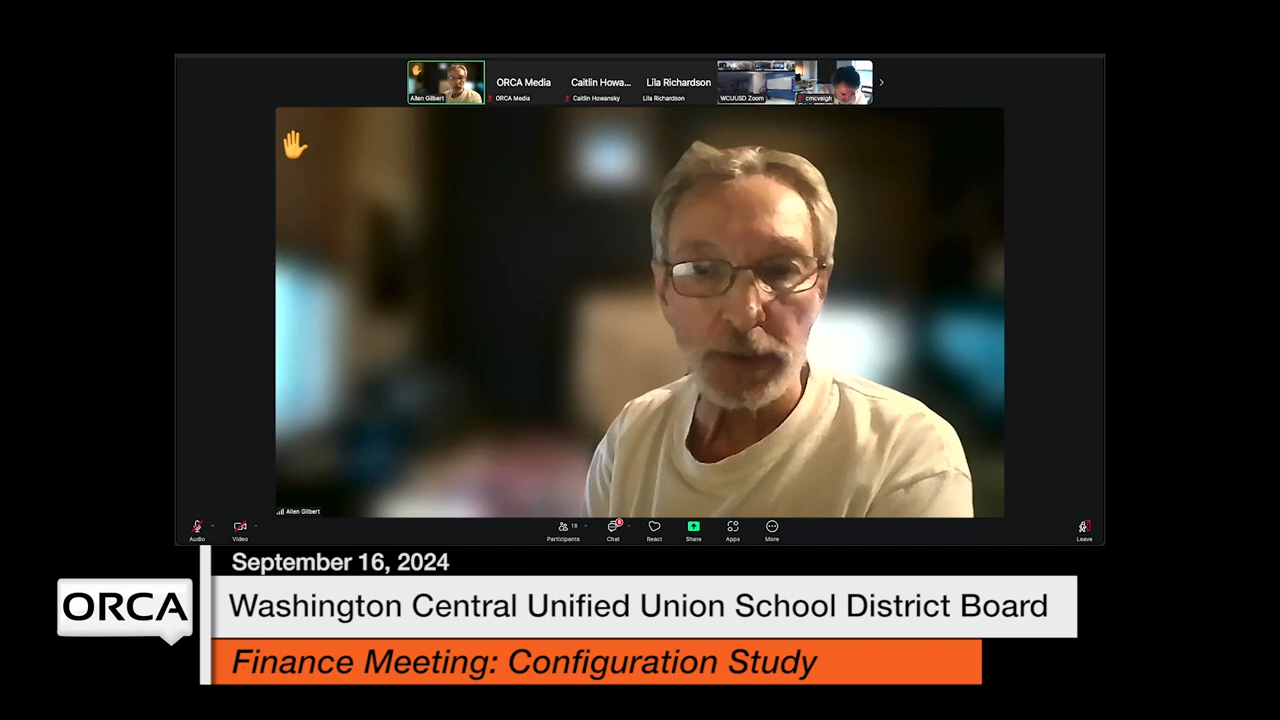 ORCA Media
Caitlin Howa...
Lila Richardson
Allen Gilbert
ORCA Media
Caitlin Howansky
Lila Richardson
WCUUSD Zoom
cmcveigh
Allen Gilbert
Audio
Video
18
Participants
Chat
React
Share
Apps
More
Leave
September 16, 2024
ORCA
Washington Central Unified Union School District Board
Finance Meeting: Configuration Study